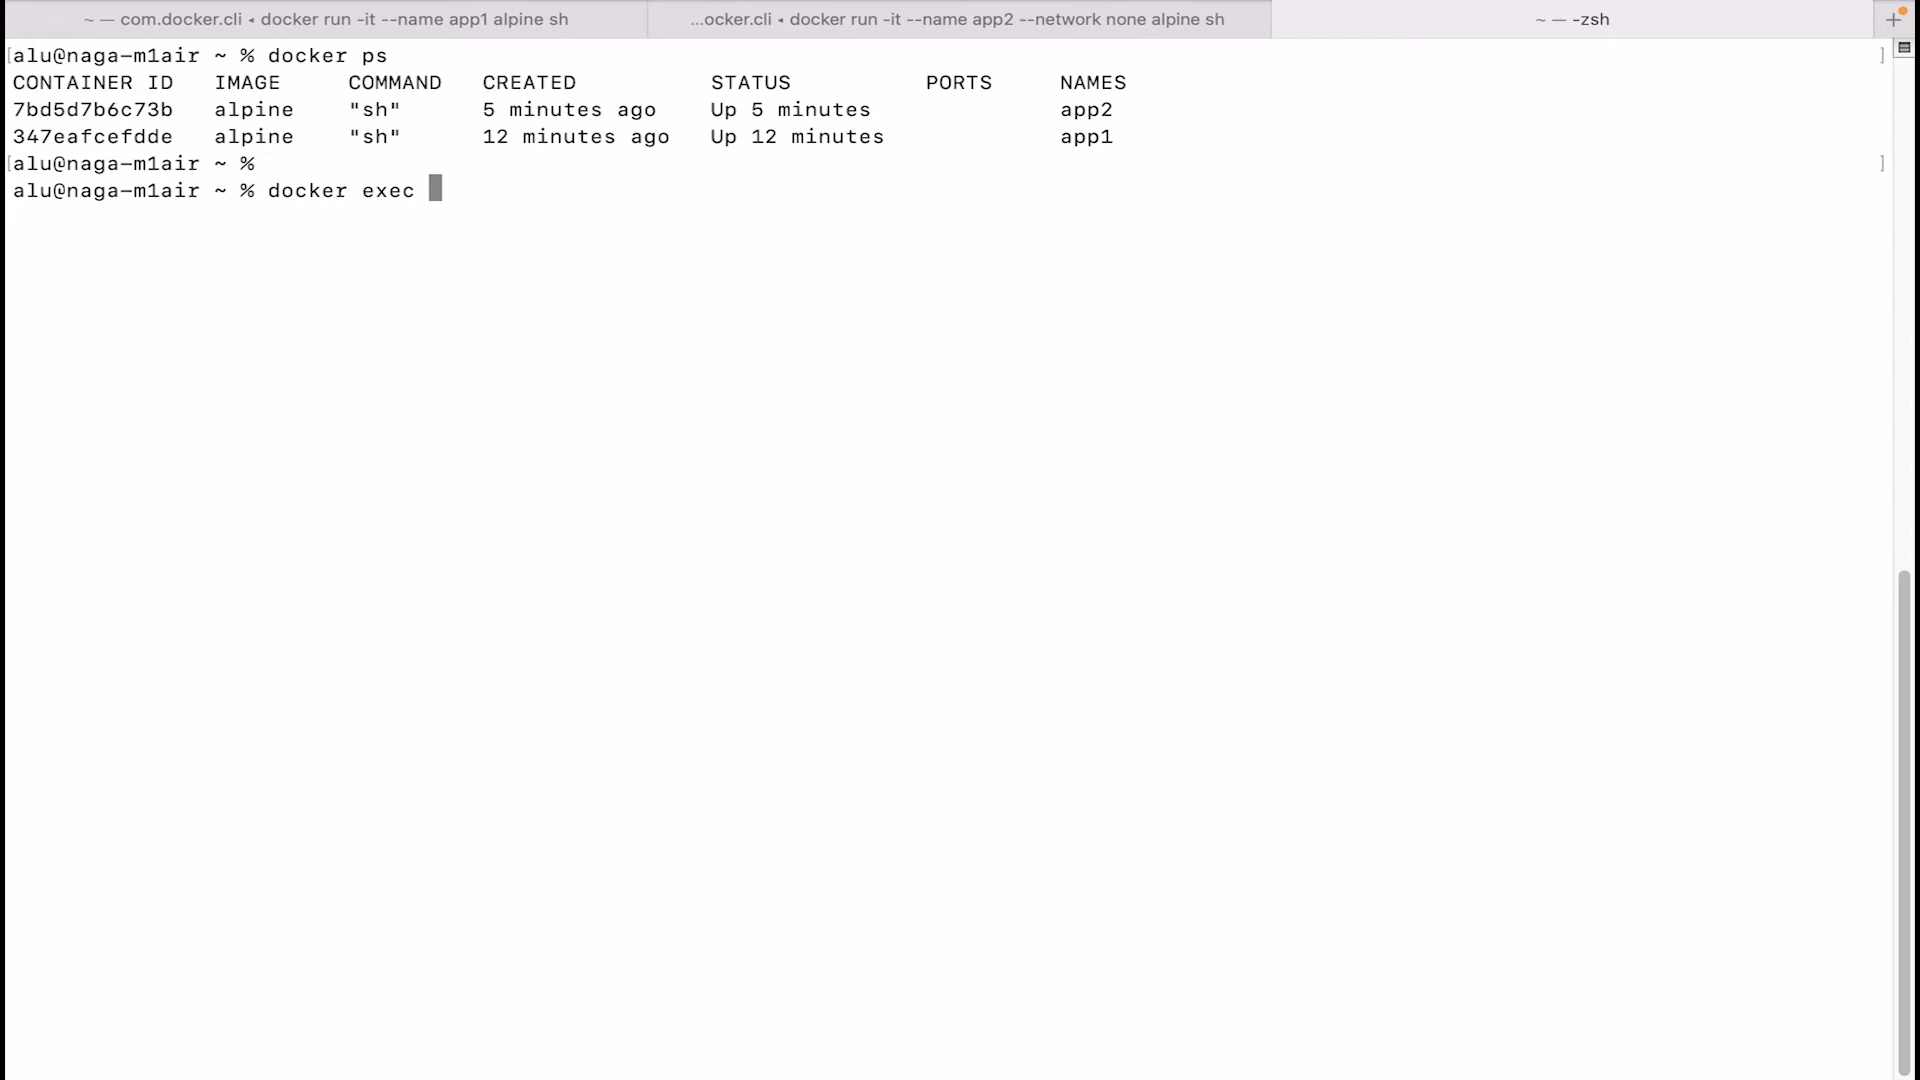 ~ — com.docker.cli ◂ docker run -it --name app1 alpine sh
...ocker.cli ◂ docker run -it --name app2 --network none alpine sh
~ — -zsh
[alu@naga-m1air ~ % docker ps ]
CONTAINER ID   IMAGE     COMMAND   CREATED          STATUS          PORTS     NAMES
7bd5d7b6c73b   alpine    "sh"      5 minutes ago    Up 5 minutes              app2
347eafcefdde   alpine    "sh"      12 minutes ago   Up 12 minutes             app1
[alu@naga-m1air ~ % ]
alu@naga-m1air ~ % docker exec